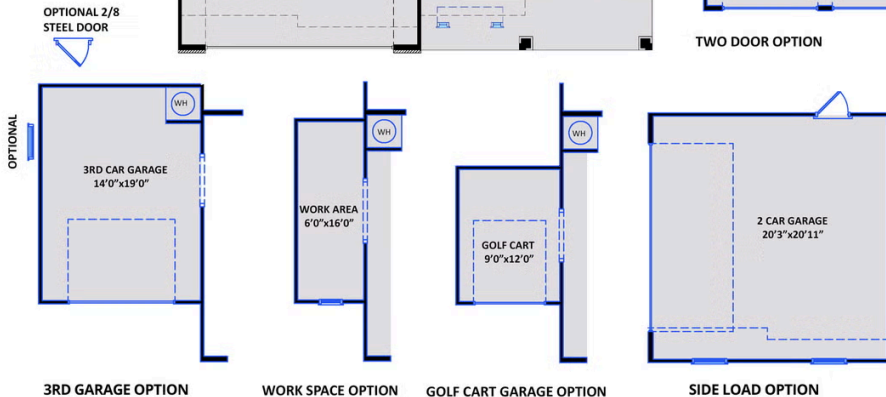 OPTIONAL 2/8
STEEL DOOR
TWO DOOR OPTION
OPTIONAL
WH
3RD CAR GARAGE
14'0"x19'0"
WH
WORK AREA
6'0"x16'0"
WH
GOLF CART
9'0"x12'0"
2 CAR GARAGE
20'3"x20'11"
3RD GARAGE OPTION
WORK SPACE OPTION
GOLF CART GARAGE OPTION
SIDE LOAD OPTION